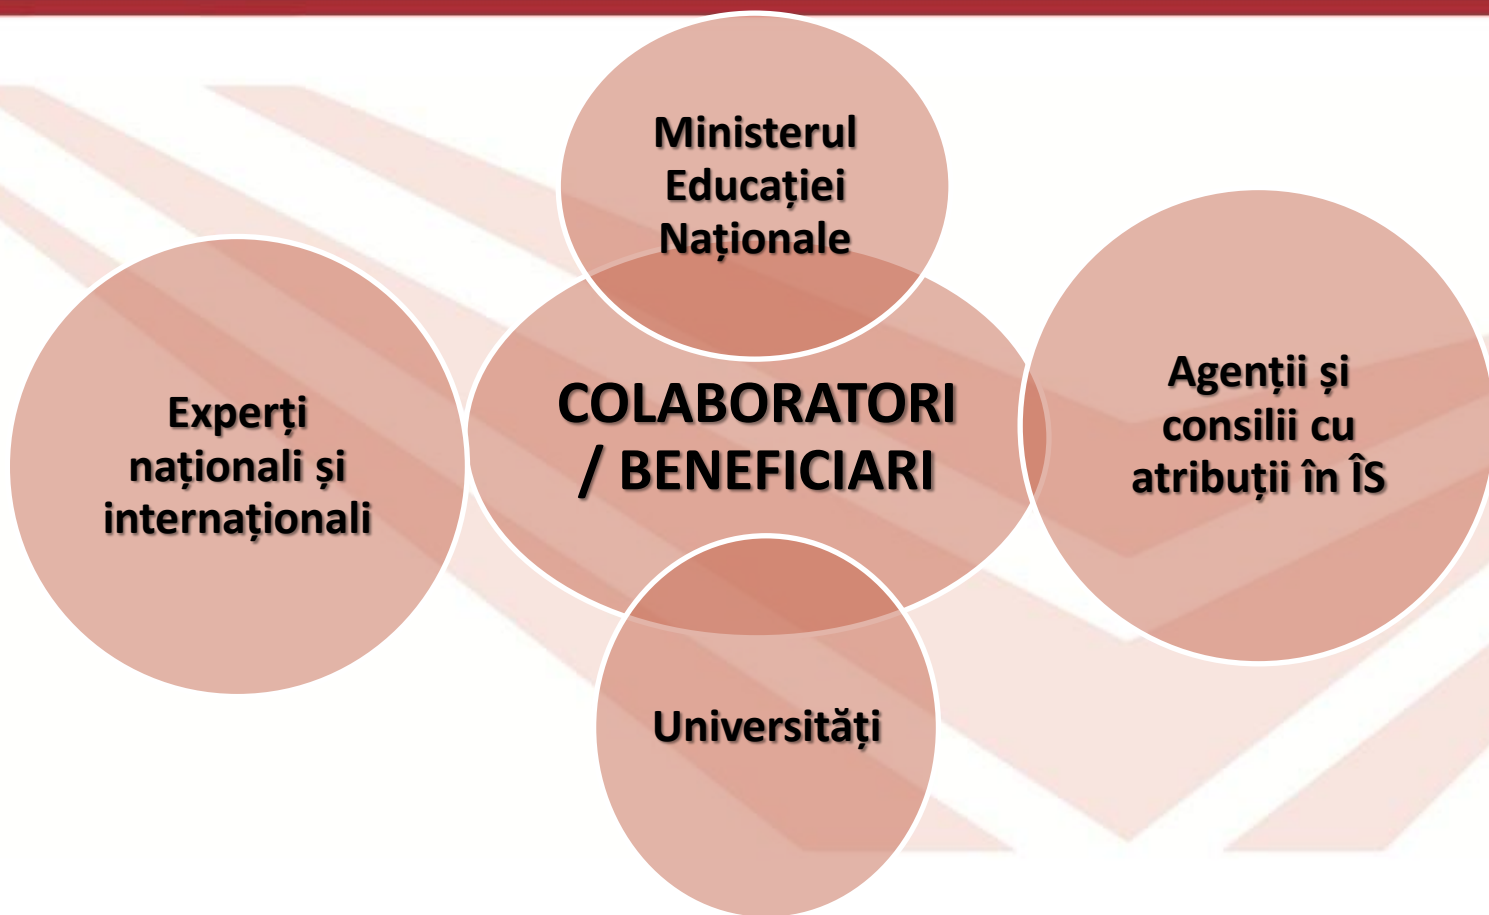 Ministerul
Educației
Naționale
Experți
naționali și
internaționali
COLABORATORI
/ BENEFICIARI
Agenții și
consilii cu
atribuții în ÎS
Universități